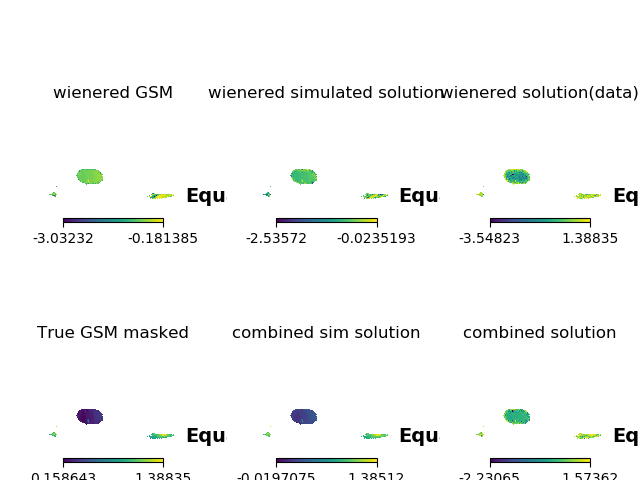 wienered GSM
wienered simulated solution
wienered solution(data)
Equ
Equ
Eq
-3.03232 -0.181385
-2.53572 -0.0235193
-3.54823 1.38835
True GSM masked
combined sim solution
combined solution
Equ
Equ
Eq
0.158643 1.38835
-0.0197075 1.38512
-2.23065 1.57362